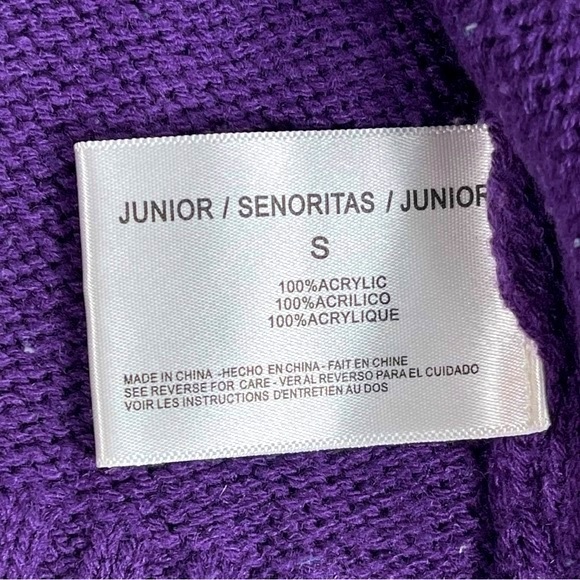 JUNIOR / SENORITAS / JUNIOR
S
100%ACRYLIC
100%ACRILICO
100%ACRYLIQUE
MADE IN CHINA -HECHO EN CHINA- FAIT EN CHINE
SEE REVERSE FOR CARE - VER AL REVERSO PARA EL CUIDADO
VOIR LES INSTRUCTIONS D'ENTRETIEN AU DOS